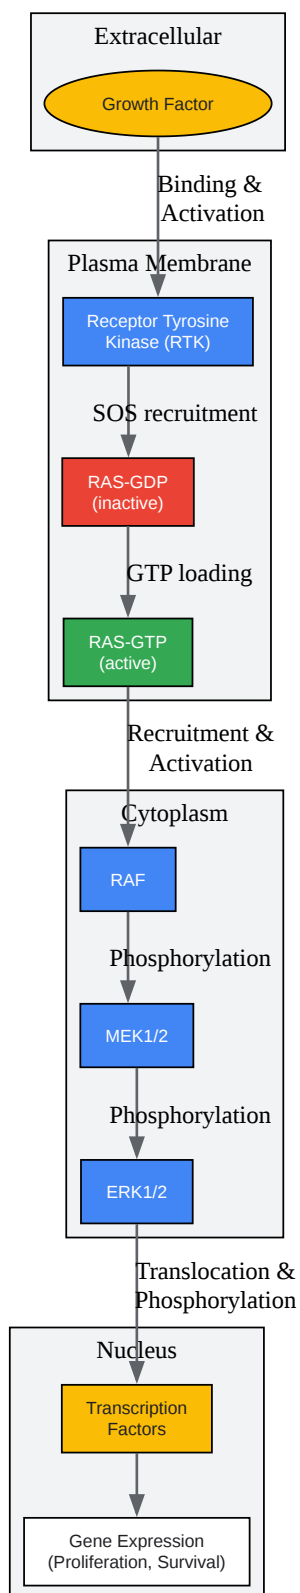 Extracellular
Growth Factor
Binding &
Activation
Plasma Membrane
Receptor Tyrosine
Kinase (RTK)
SOS recruitment
RAS-GDP
(inactive)
GTP loading
RAS-GTP
(active)
Recruitment &
Activation
Cytoplasm
RAF
Phosphorylation
MEK1/2
Phosphorylation
ERK1/2
Translocation &
Phosphorylation
Nucleus
Transcription
Factors
Gene Expression
(Proliferation, Survival)